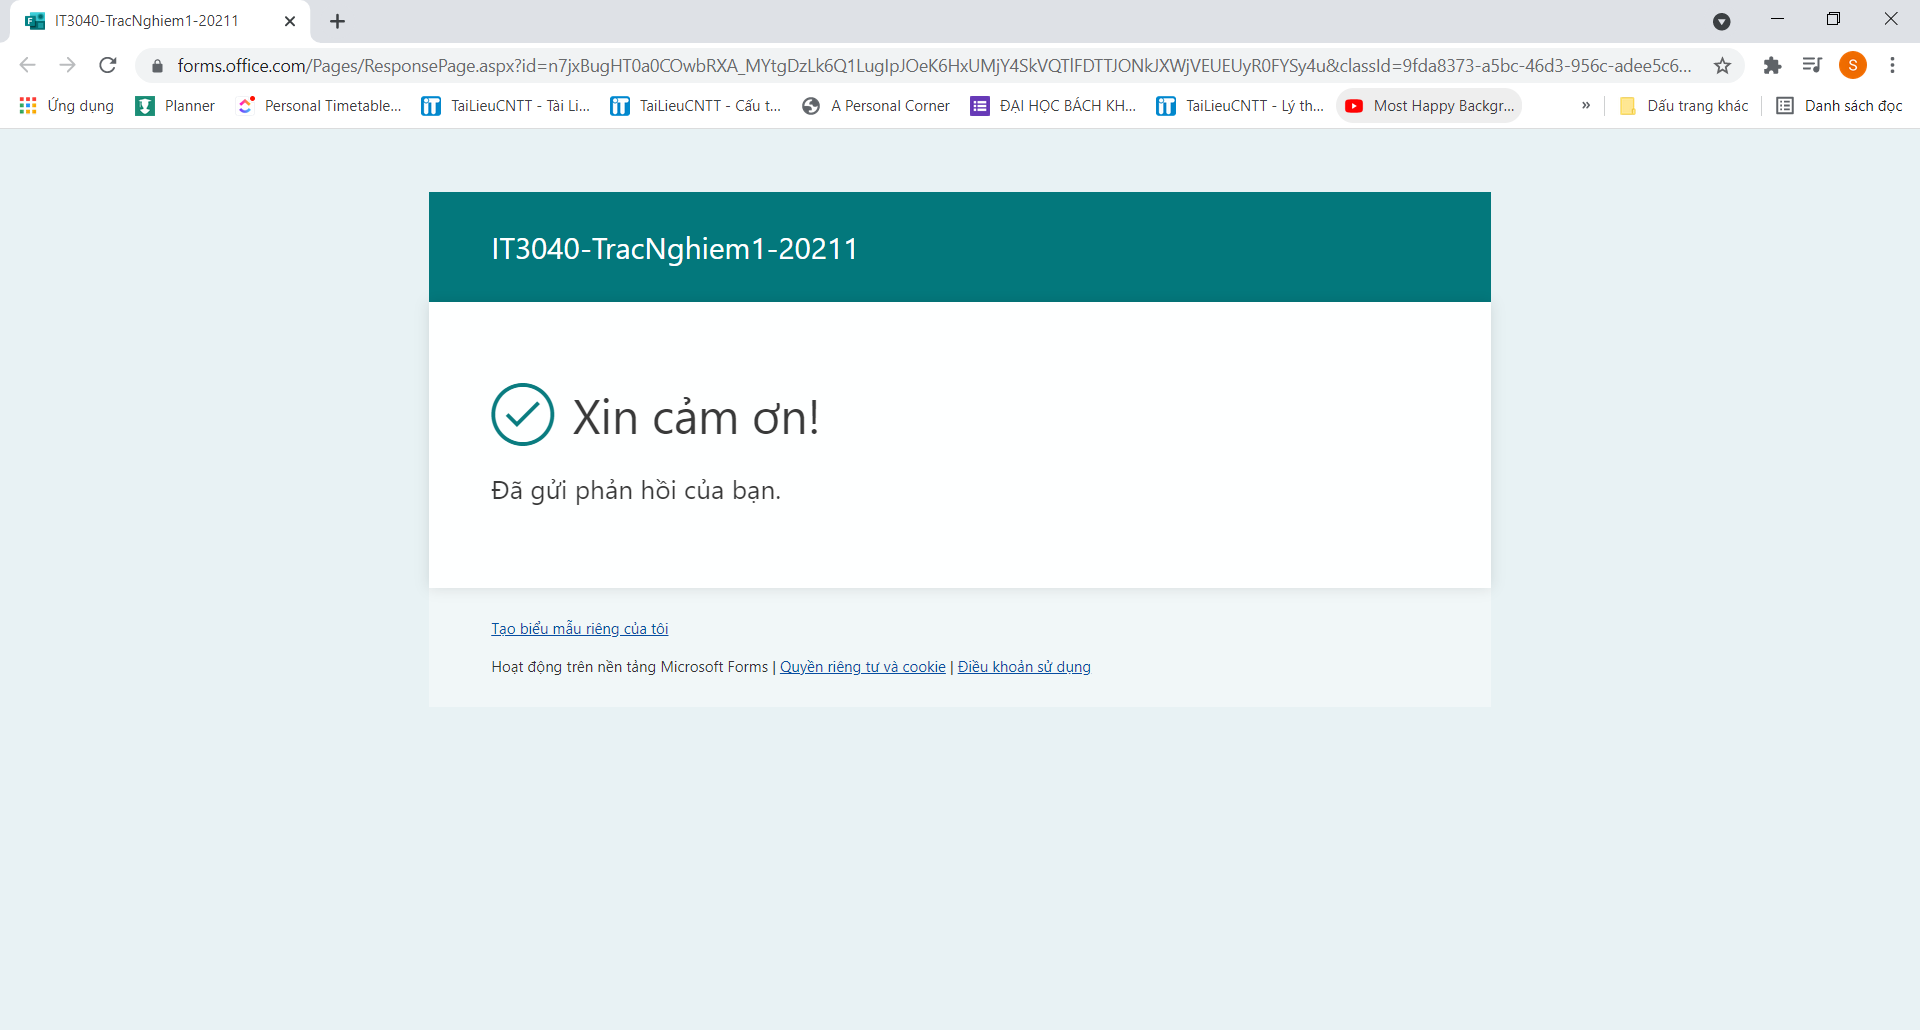 IT3040-TracNghiem1-20211
forms.office.com/Pages/ResponsePage.aspx?id=n7jxBugHT0a0COwbRXA_MYtgDzLk6Q1LugIpJOeK6HxUMjY4SkVQTlFDTTJONkJXWjVEUEUyR0FYSy4u&classId=9fda8373-a5bc-46d3-956c-adee5c6... S
Ứng dụng Planner Personal Timetable... TaiLieuCNTT - Tài Li... TaiLieuCNTT - Cấu t... A Personal Corner ĐẠI HỌC BÁCH KH... TaiLieuCNTT - Lý th... Most Happy Backgr... » Dấu trang khác Danh sách đọc
IT3040-TracNghiem1-20211
Xin cảm ơn!
Đã gửi phản hồi của bạn.
Tạo biểu mẫu riêng của tôi
Hoạt động trên nền tảng Microsoft Forms | Quyền riêng tư và cookie | Điều khoản sử dụng